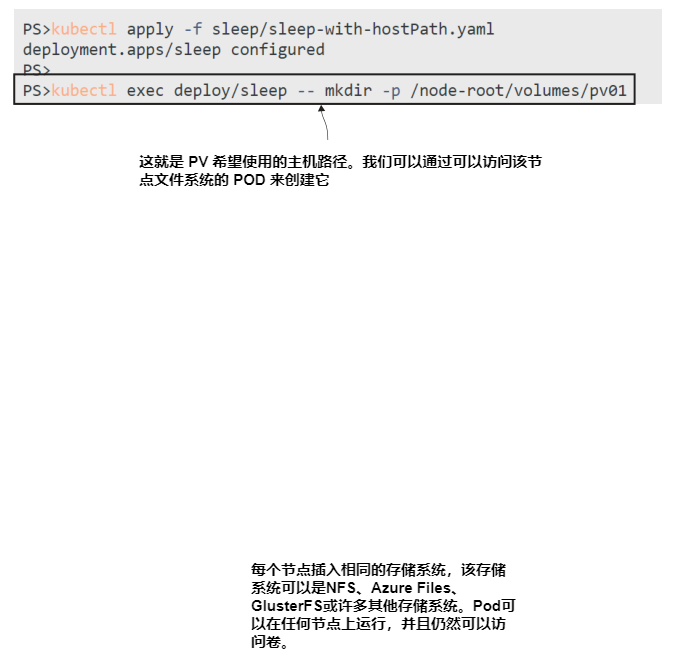 PS>kubectl apply -f sleep/sleep-with-hostPath.yaml
deployment.apps/sleep configured
PS>
PS>kubectl exec deploy/sleep -- mkdir -p /node-root/volumes/pv01
这就是 PV 希望使用的主机路径。我们可以通过可以访问该节
点文件系统的 POD 来创建它
每个节点插入相同的存储系统，该存储
系统可以是NFS、Azure Files、
GlusterFS或许多其他存储系统。Pod可
以在任何节点上运行，并且仍然可以访
问卷。